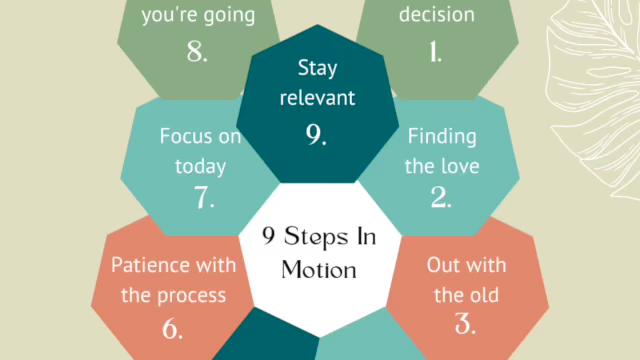 you're going
8.
decision
1.
Stay
relevant
9.
Focus on
today
7.
Finding
the love
2.
9 Steps In
Motion
Patience with
the process
6.
Out with
the old
3.